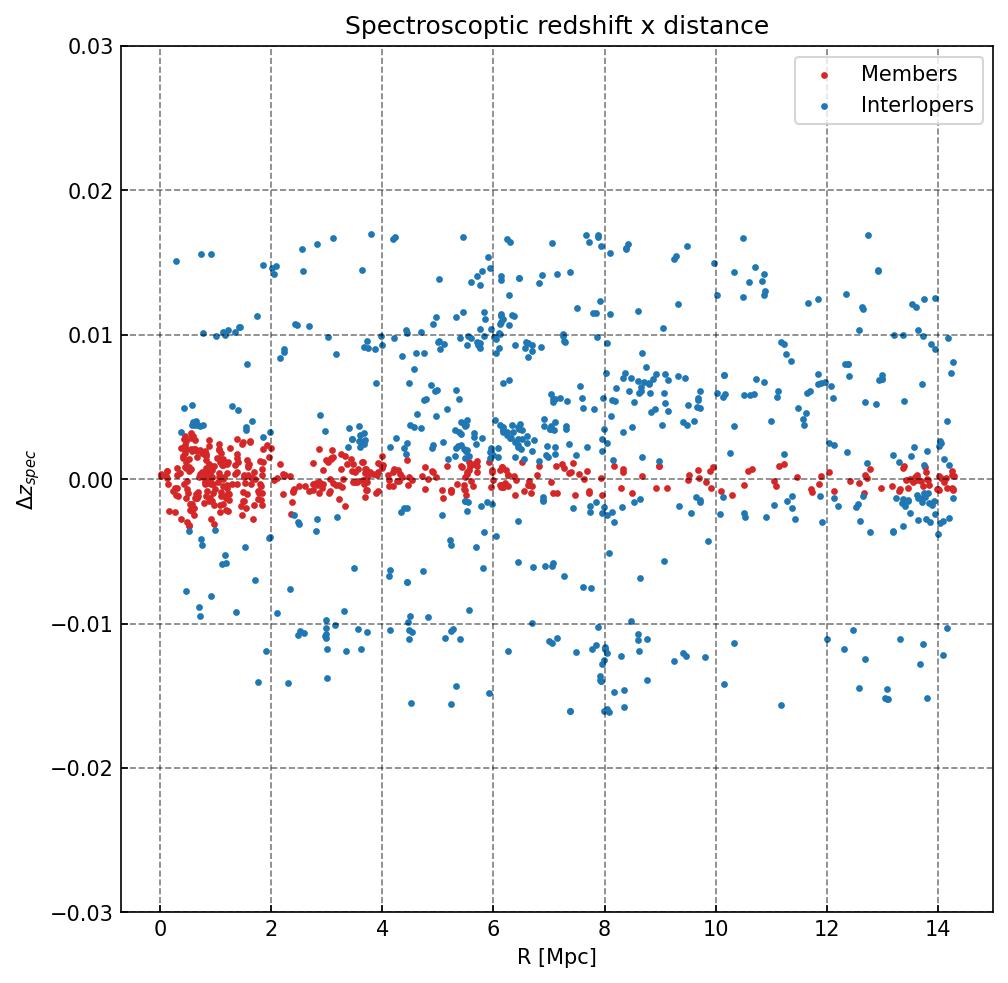 Spectroscoptic redshift x distance
Members
Interlopers
0.03
0.02
0.01
0.00
−0.01
−0.02
−0.03
Δz_spec
0 2 4 6 8 10 12 14
R [Mpc]